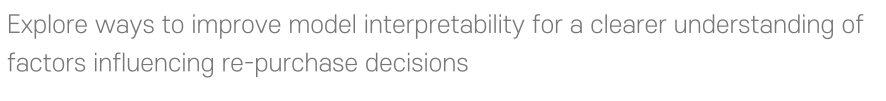 Explore ways to improve model interpretability for a clearer understanding of
factors influencing re-purchase decisions